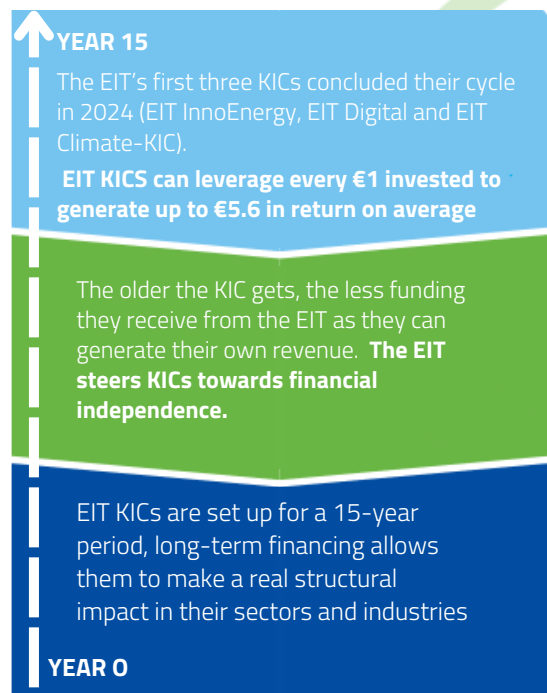 YEAR 15
The EIT's first three KICs concluded their cycle
in 2024 (EIT InnoEnergy, EIT Digital and EIT
Climate-KIC).
EIT KICS can leverage every €1 invested to
generate up to €5.6 in return on average
The older the KIC gets, the less funding
they receive from the EIT as they can
generate their own revenue. The EIT
steers KICs towards financial
independence.
EIT KICs are set up for a 15-year
period, long-term financing allows
them to make a real structural
impact in their sectors and industries
YEAR 0